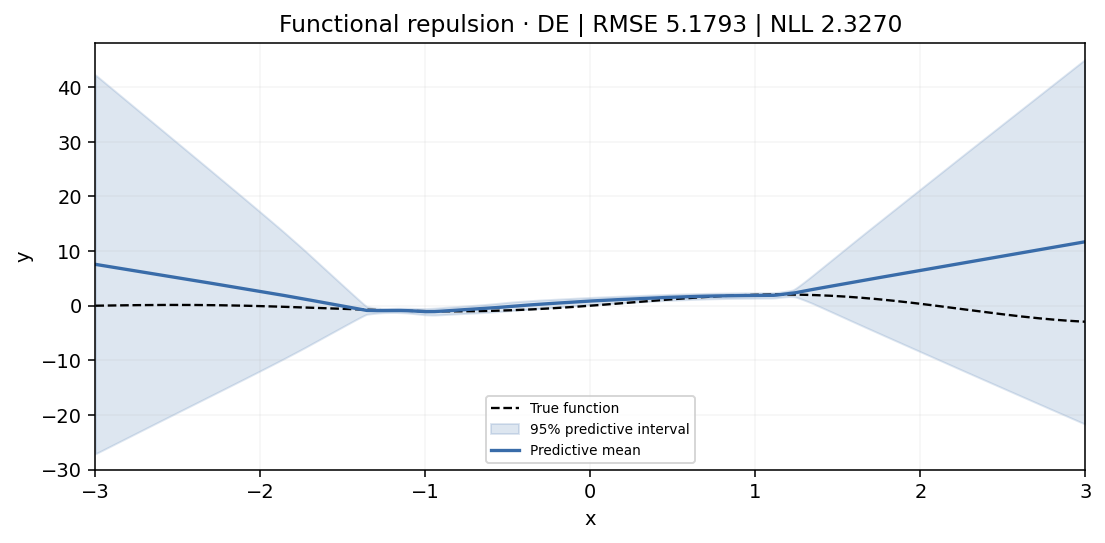 Functional repulsion · DE | RMSE 5.1793 | NLL 2.3270
y
40
30
20
10
0
−10
−20
−30
True function
95% predictive interval
Predictive mean
−3 −2 −1 0 1 2 3
x